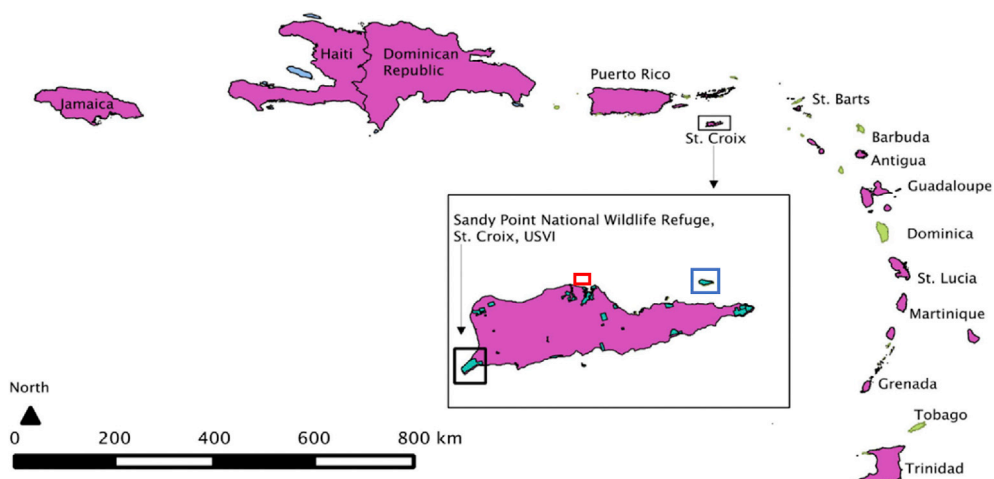 Haiti
Dominican
Republic
Jamaica
Puerto Rico
St. Barts
St. Croix
Barbuda
Antigua
Guadaloupe
Sandy Point National Wildlife Refuge,
St. Croix, USVI
Dominica
St. Lucia
Martinique
Grenada
North
Tobago
0 200 400 600 800 km
Trinidad